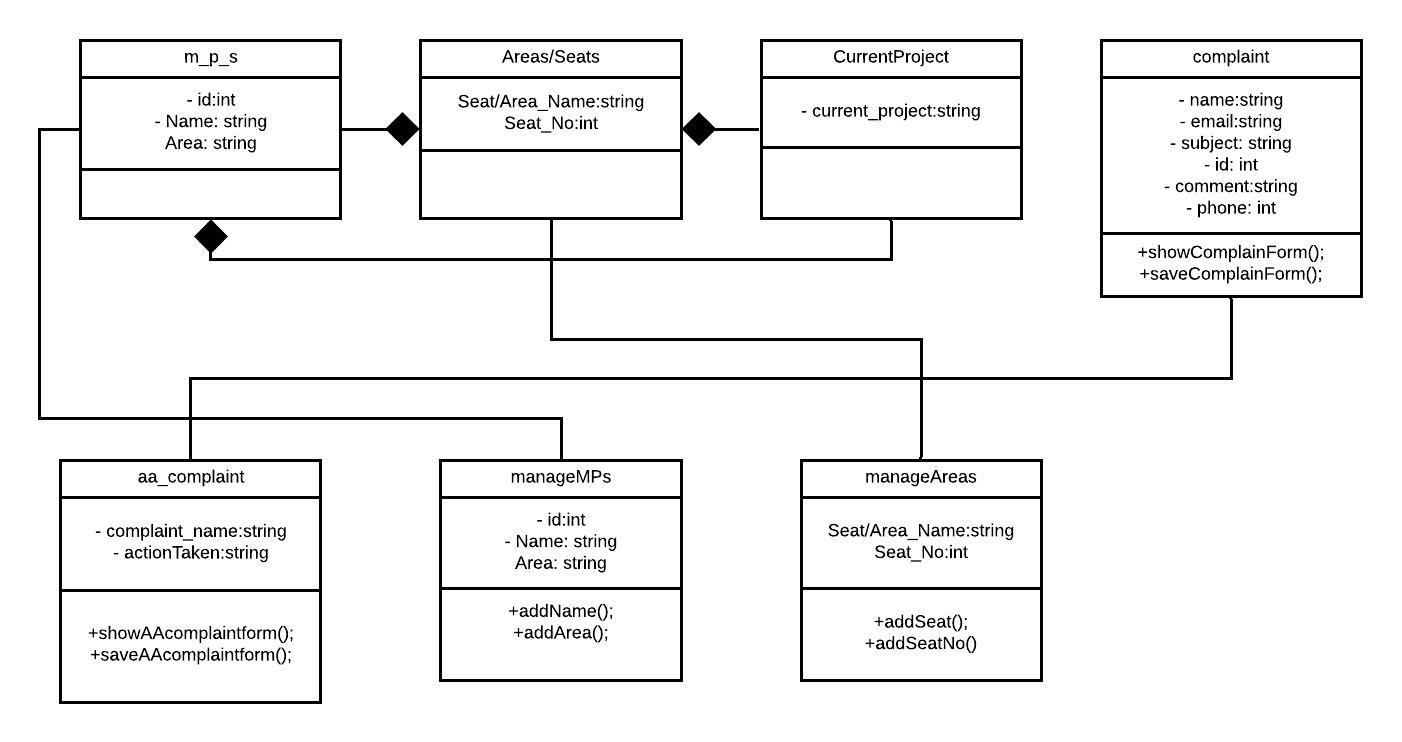 m_p_s
- id:int
- Name: string
Area: string
Areas/Seats
Seat/Area_Name:string
Seat_No:int
CurrentProject
- current_project:string
complaint
- name:string
- email:string
- subject: string
- id: int
- comment:string
- phone: int
+showComplainForm();
+saveComplainForm();
aa_complaint
- complaint_name:string
- actionTaken:string
+showAAcomplaintform();
+saveAAcomplaintform();
manageMPs
- id:int
- Name: string
Area: string
+addName();
+addArea();
manageAreas
Seat/Area_Name:string
Seat_No:int
+addSeat();
+addSeatNo()